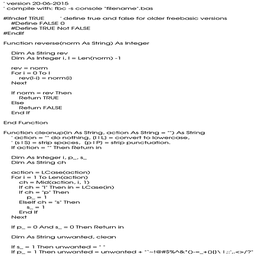 ' version 20-06-2015
' compile with: fbc -s console "filename".bas
#Ifndef TRUE        ' define true and false for older freebasic versions
    #Define FALSE 0
    #Define TRUE Not FALSE
#EndIf
Function reverse(norm As String) As Integer
    Dim As String rev
    Dim As Integer i, l = Len(norm) -1
    rev = norm
    For i = 0 To l
        rev[l-i] = norm[i]
    Next
    If norm = rev Then
        Return TRUE
    Else
        Return FALSE
    End If
End Function
Function cleanup(in As String, action As String = "") As String
    ' action = "" do nothing, [l|L] = convert to lowercase,
    ' [s|S] = strip spaces, [p|P] = strip punctuation.
    If action = "" Then Return in
    Dim As Integer i, p_, s_
    Dim As String ch
    action = LCase(action)
    For i = 1 To Len(action)
        ch = Mid(action, i, 1)
        If ch = "l" Then in = LCase(in)
        If ch = "p" Then
            p_ = 1
        ElseIf ch = "s" Then
            s_ = 1
        End If
    Next
    If p_ = 0 And s_ = 0 Then Return in
    Dim As String unwanted, clean
    If s_ = 1 Then unwanted = " "
    If p_ = 1 Then unwanted = unwanted +